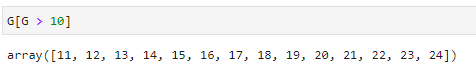 G[G > 10]
array([11, 12, 13, 14, 15, 16, 17, 18, 19, 20, 21, 22, 23, 24])